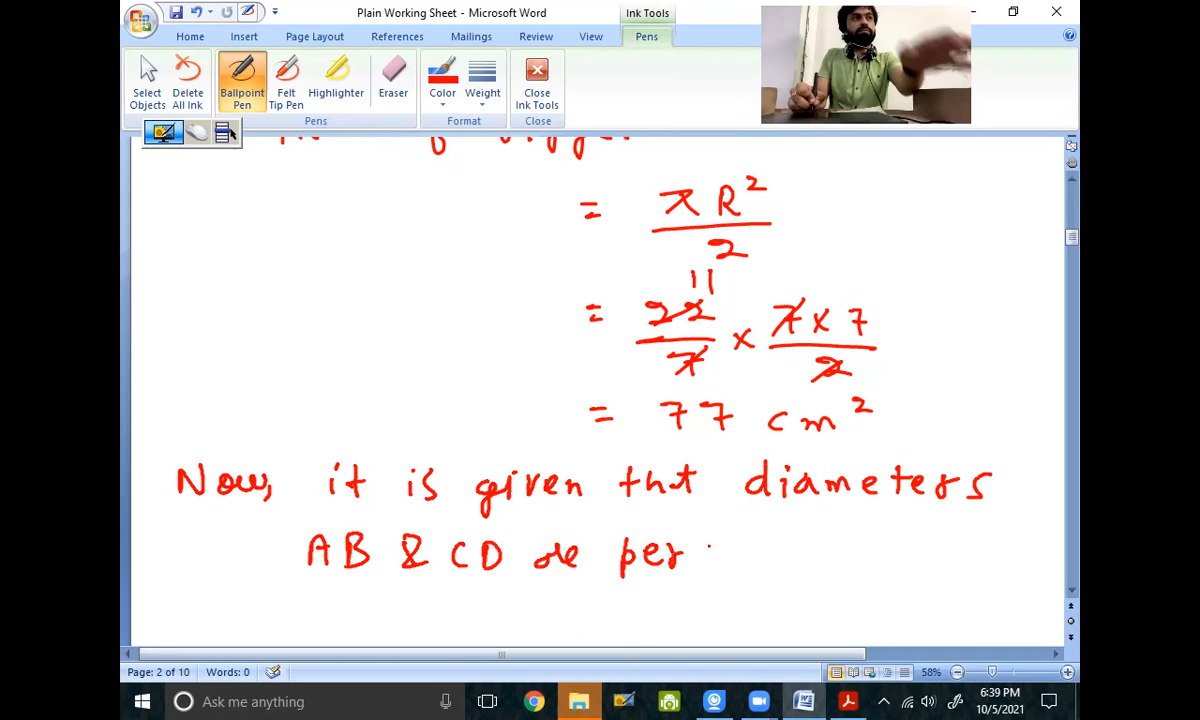 Plain Working Sheet - Microsoft Word
Ink Tools
Home Insert Page Layout References Mailings Review View Pens
Select Objects
Delete All Ink
Ballpoint Pen
Felt Tip Pen
Highlighter
Eraser
Color
Weight
Close Ink Tools
Pens Format Close
= πR²/2
11
= 22/7 × 7×7/2
= 77 cm²
Now, it is given tht diameters
AB & CD are per
Page: 2 of 10 Words: 0 58%
Ask me anything
6:39 PM
10/5/2021